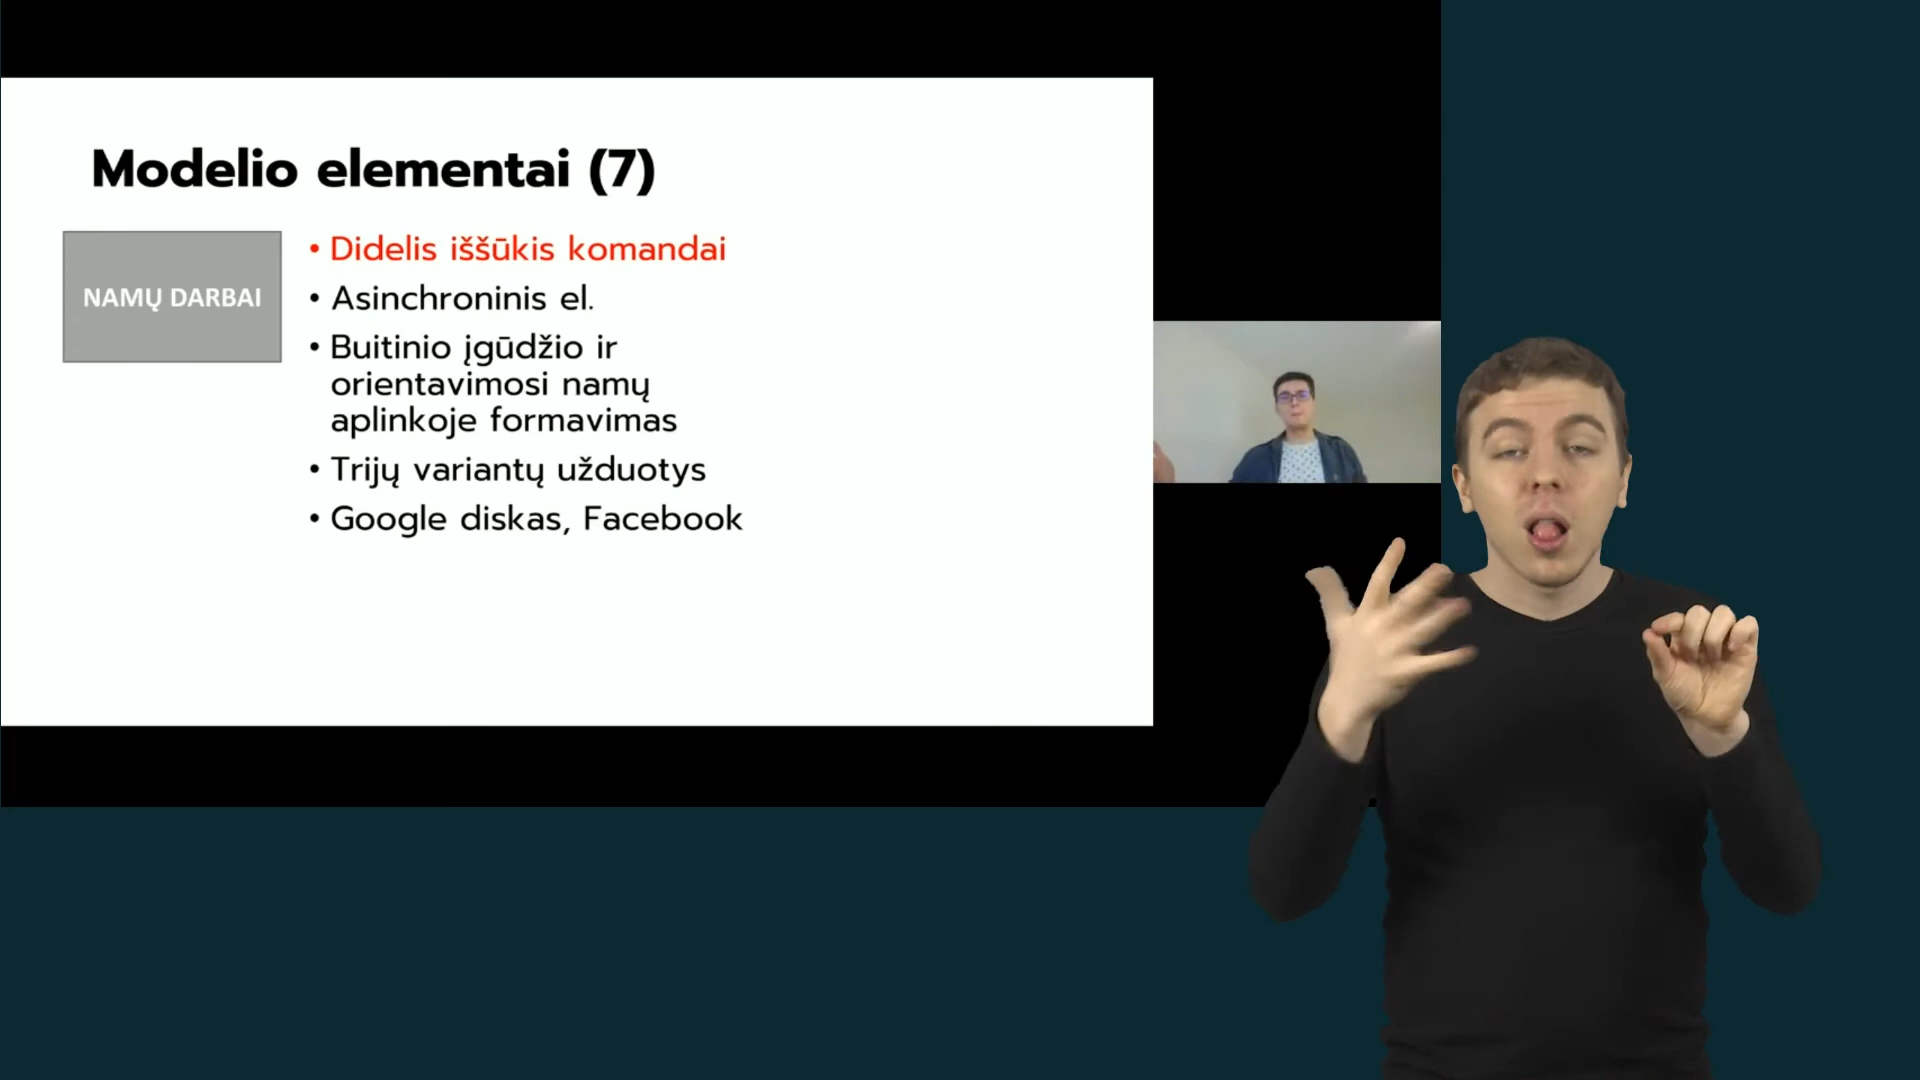 Modelio elementai (7)
NAMŲ DARBAI
• Didelis iššūkis komandai
• Asinchroninis el.
• Buitinio įgūdžio ir
orientavimosi namų
aplinkoje formavimas
• Trijų variantų užduotys
• Google diskas, Facebook